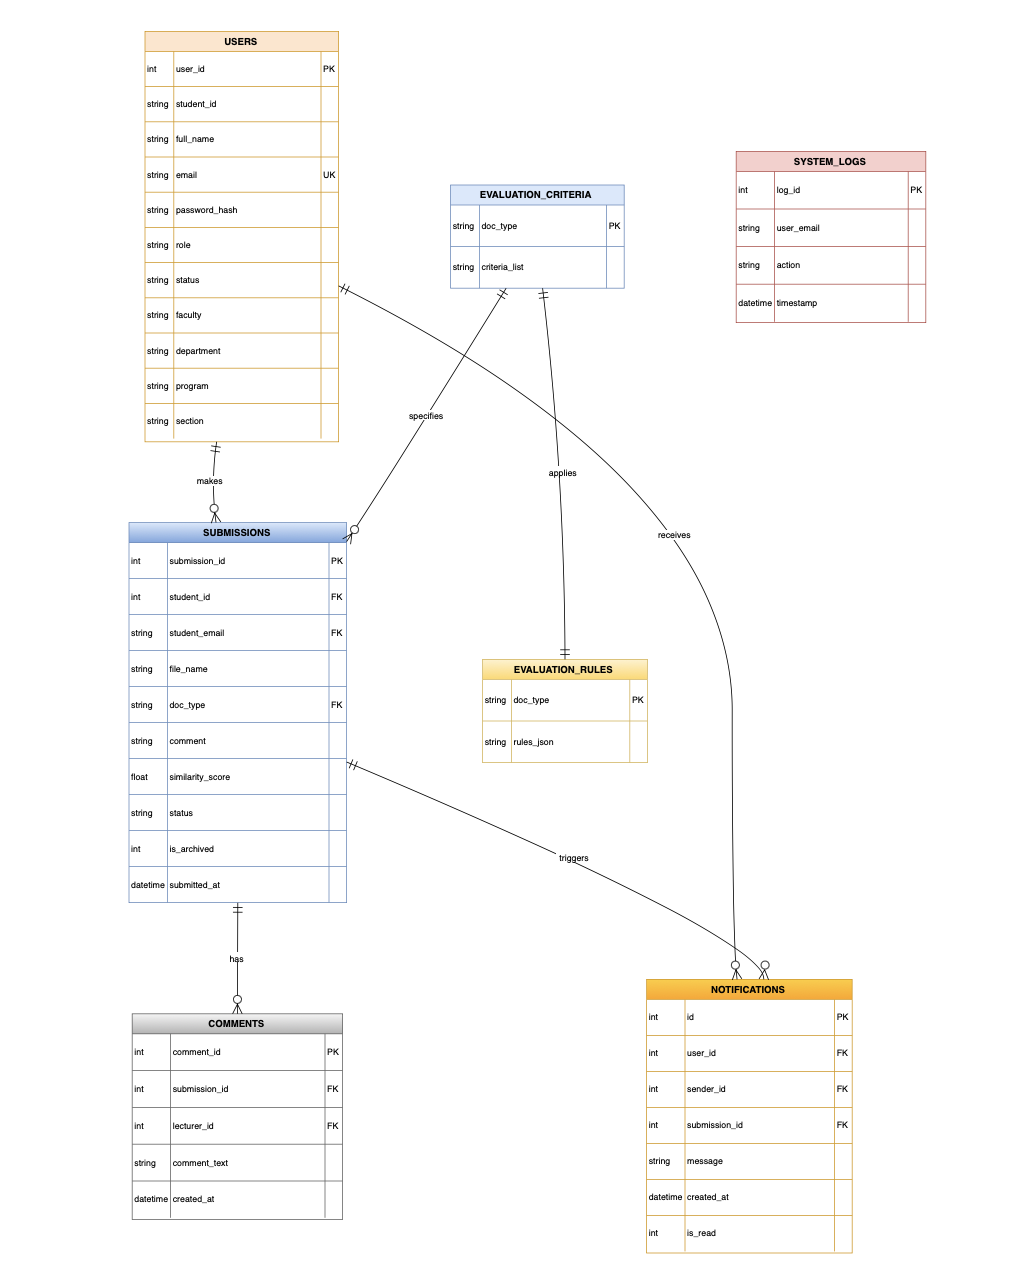 USERS
int user_id PK
string student_id
string full_name
string email UK
string password_hash
string role
string status
string faculty
string department
string program
string section
EVALUATION_CRITERIA
string doc_type PK
string criteria_list
SYSTEM_LOGS
int log_id PK
string user_email
string action
datetime timestamp
specifies
makes
applies
receives
SUBMISSIONS
int submission_id PK
int student_id FK
string student_email FK
string file_name
string doc_type FK
string comment
float similarity_score
string status
int is_archived
datetime submitted_at
EVALUATION_RULES
string doc_type PK
string rules_json
triggers
has
COMMENTS
int comment_id PK
int submission_id FK
int lecturer_id FK
string comment_text
datetime created_at
NOTIFICATIONS
int id PK
int user_id FK
int sender_id FK
int submission_id FK
string message
datetime created_at
int is_read